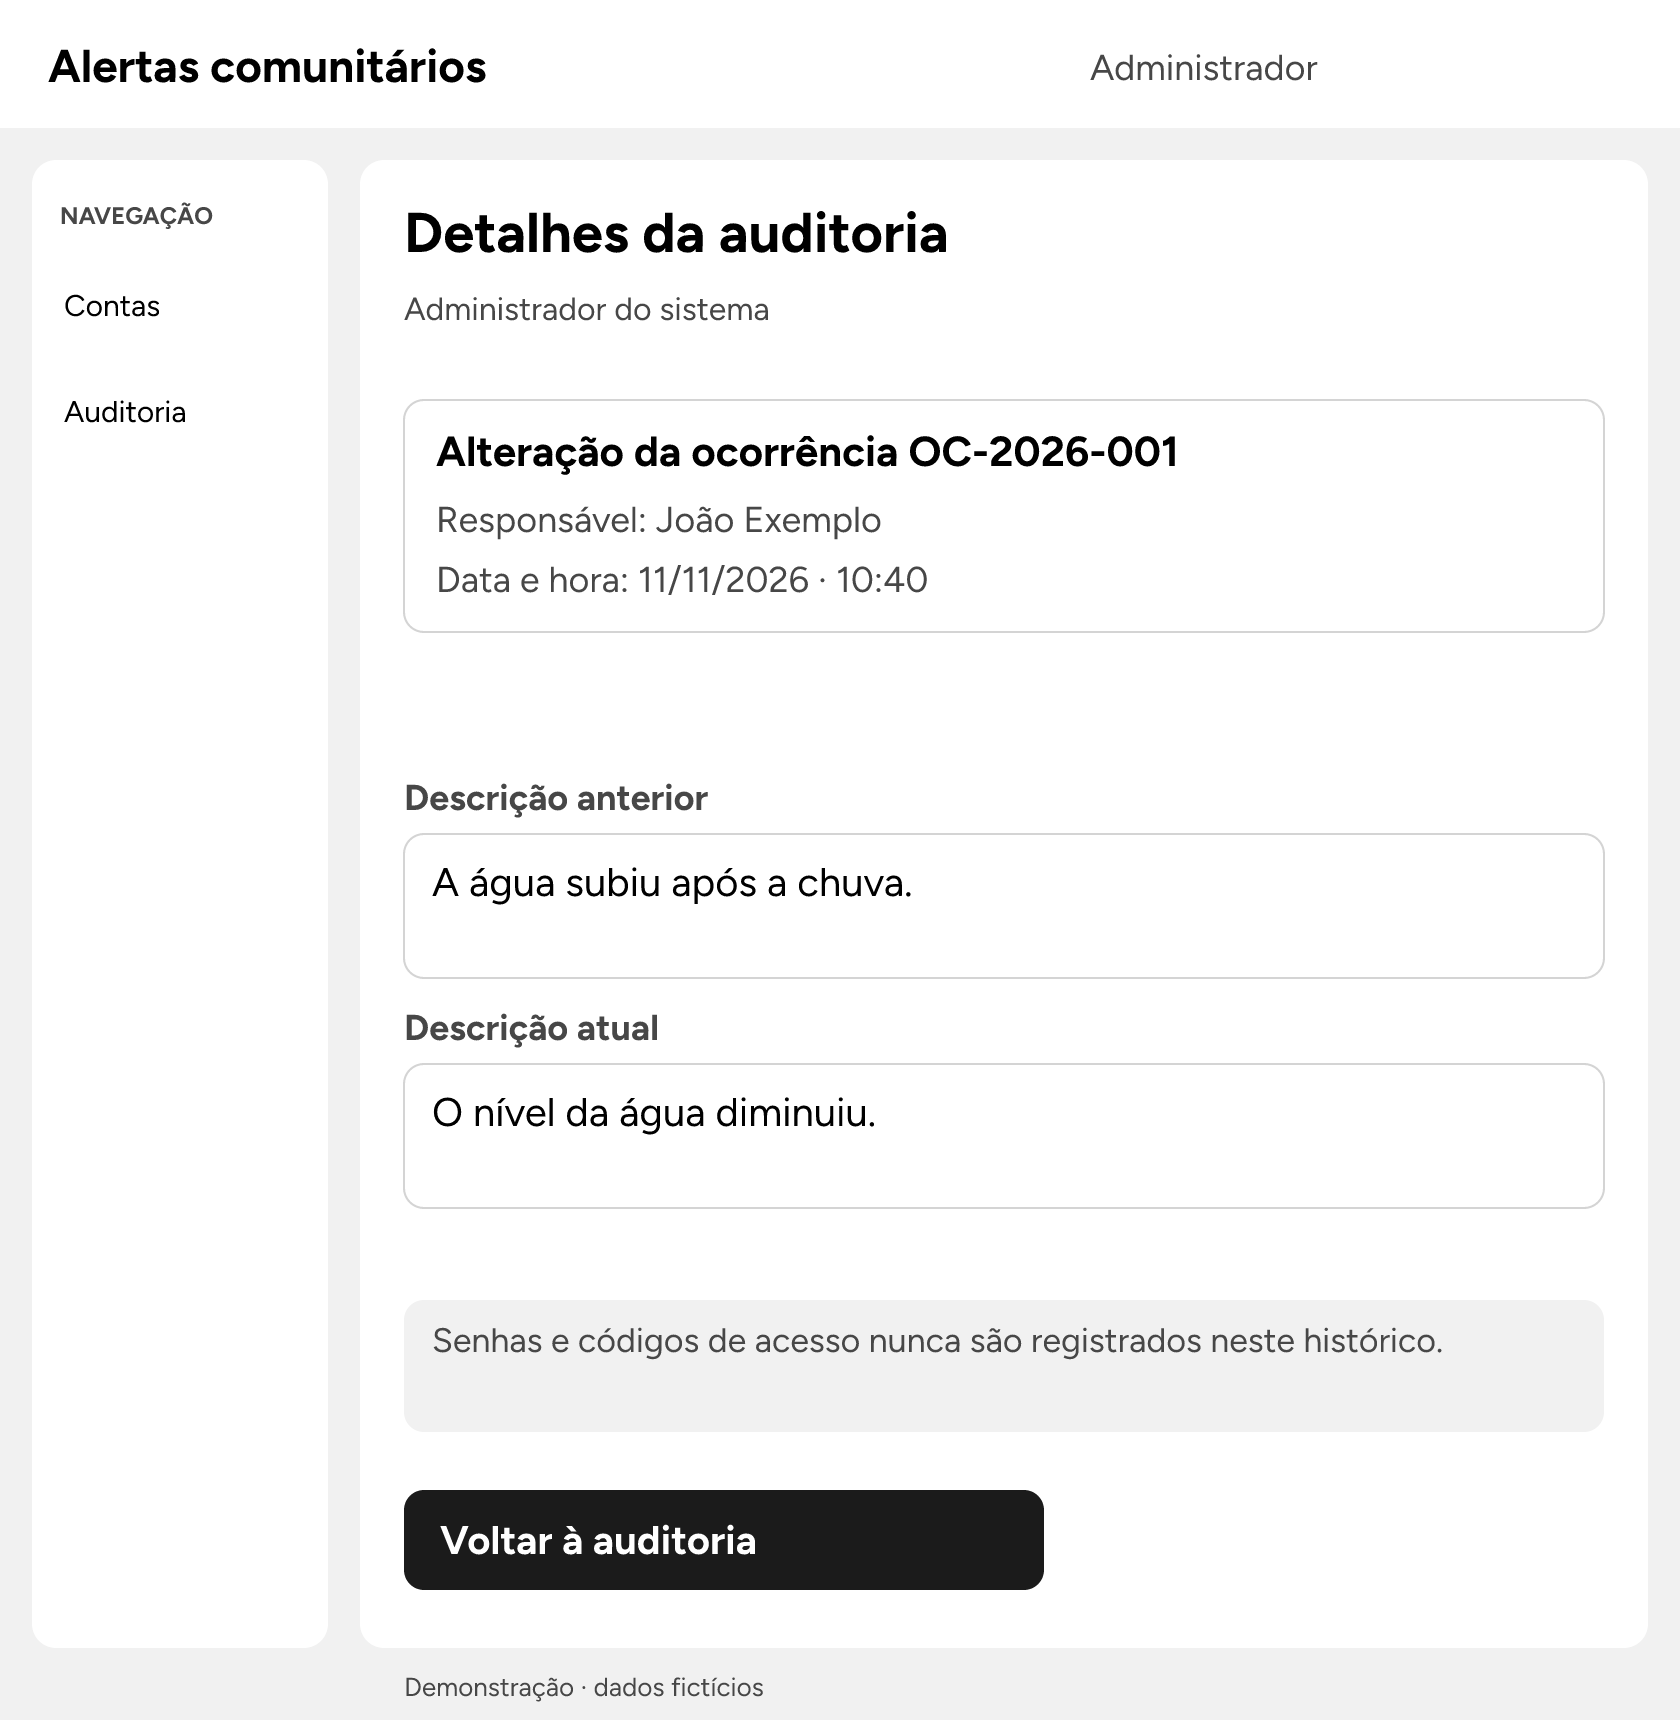 Alertas comunitários
Administrador
NAVEGAÇÃO
Contas
Auditoria
Detalhes da auditoria
Administrador do sistema
Alteração da ocorrência OC-2026-001
Responsável: João Exemplo
Data e hora: 11/11/2026 · 10:40
Descrição anterior
A água subiu após a chuva.
Descrição atual
O nível da água diminuiu.
Senhas e códigos de acesso nunca são registrados neste histórico.
Voltar à auditoria
Demonstração · dados fictícios